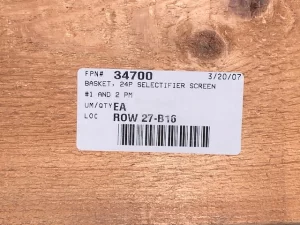 FPN# 34700 3/20/07
BASKET, 24P SELECTIFIER SCREEN
#1 AND 2 PM
UM/QTY EA
LOC ROW 27-B16